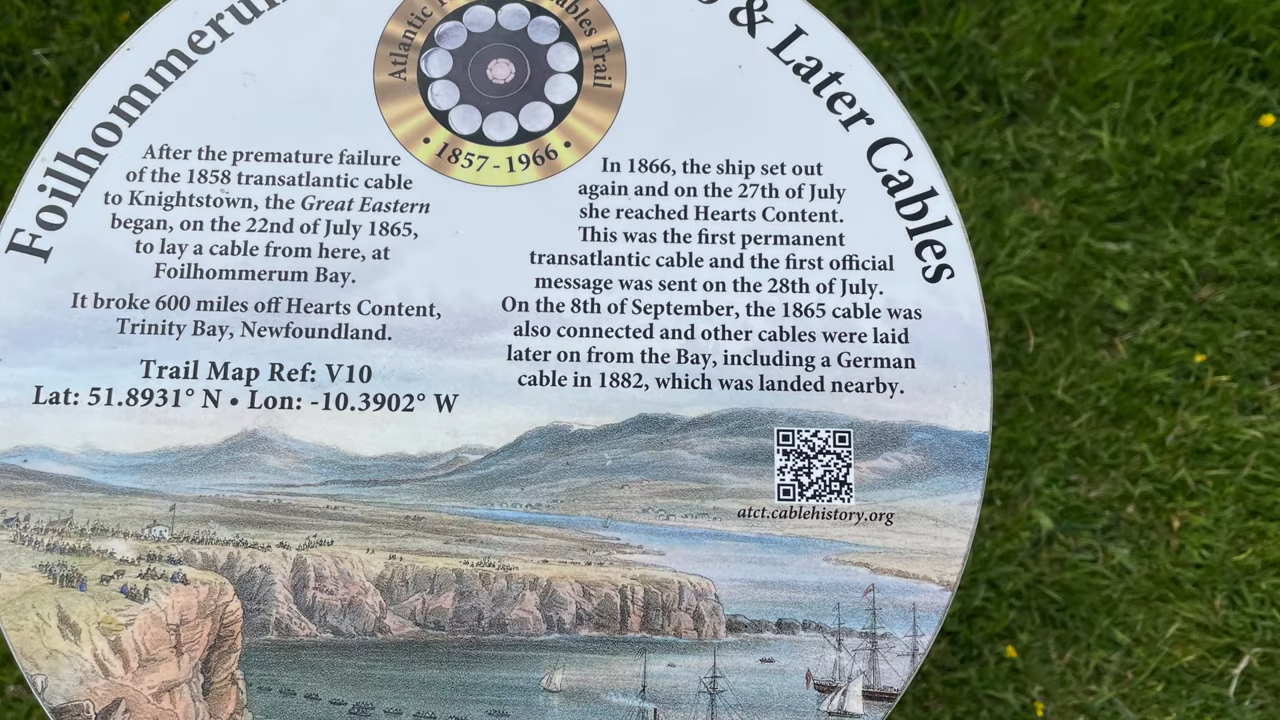 Foilhommerum
& Later Cables
Atlantic
ables Trail
• 1857 - 1966 •
After the premature failure
of the 1858 transatlantic cable
to Knightstown, the Great Eastern
began, on the 22nd of July 1865,
to lay a cable from here, at
Foilhommerum Bay.
It broke 600 miles off Hearts Content,
Trinity Bay, Newfoundland.
Trail Map Ref: V10
Lat: 51.8931° N • Lon: -10.3902° W
In 1866, the ship set out
again and on the 27th of July
she reached Hearts Content.
This was the first permanent
transatlantic cable and the first official
message was sent on the 28th of July.
On the 8th of September, the 1865 cable was
also connected and other cables were laid
later on from the Bay, including a German
cable in 1882, which was landed nearby.
atct.cablehistory.org